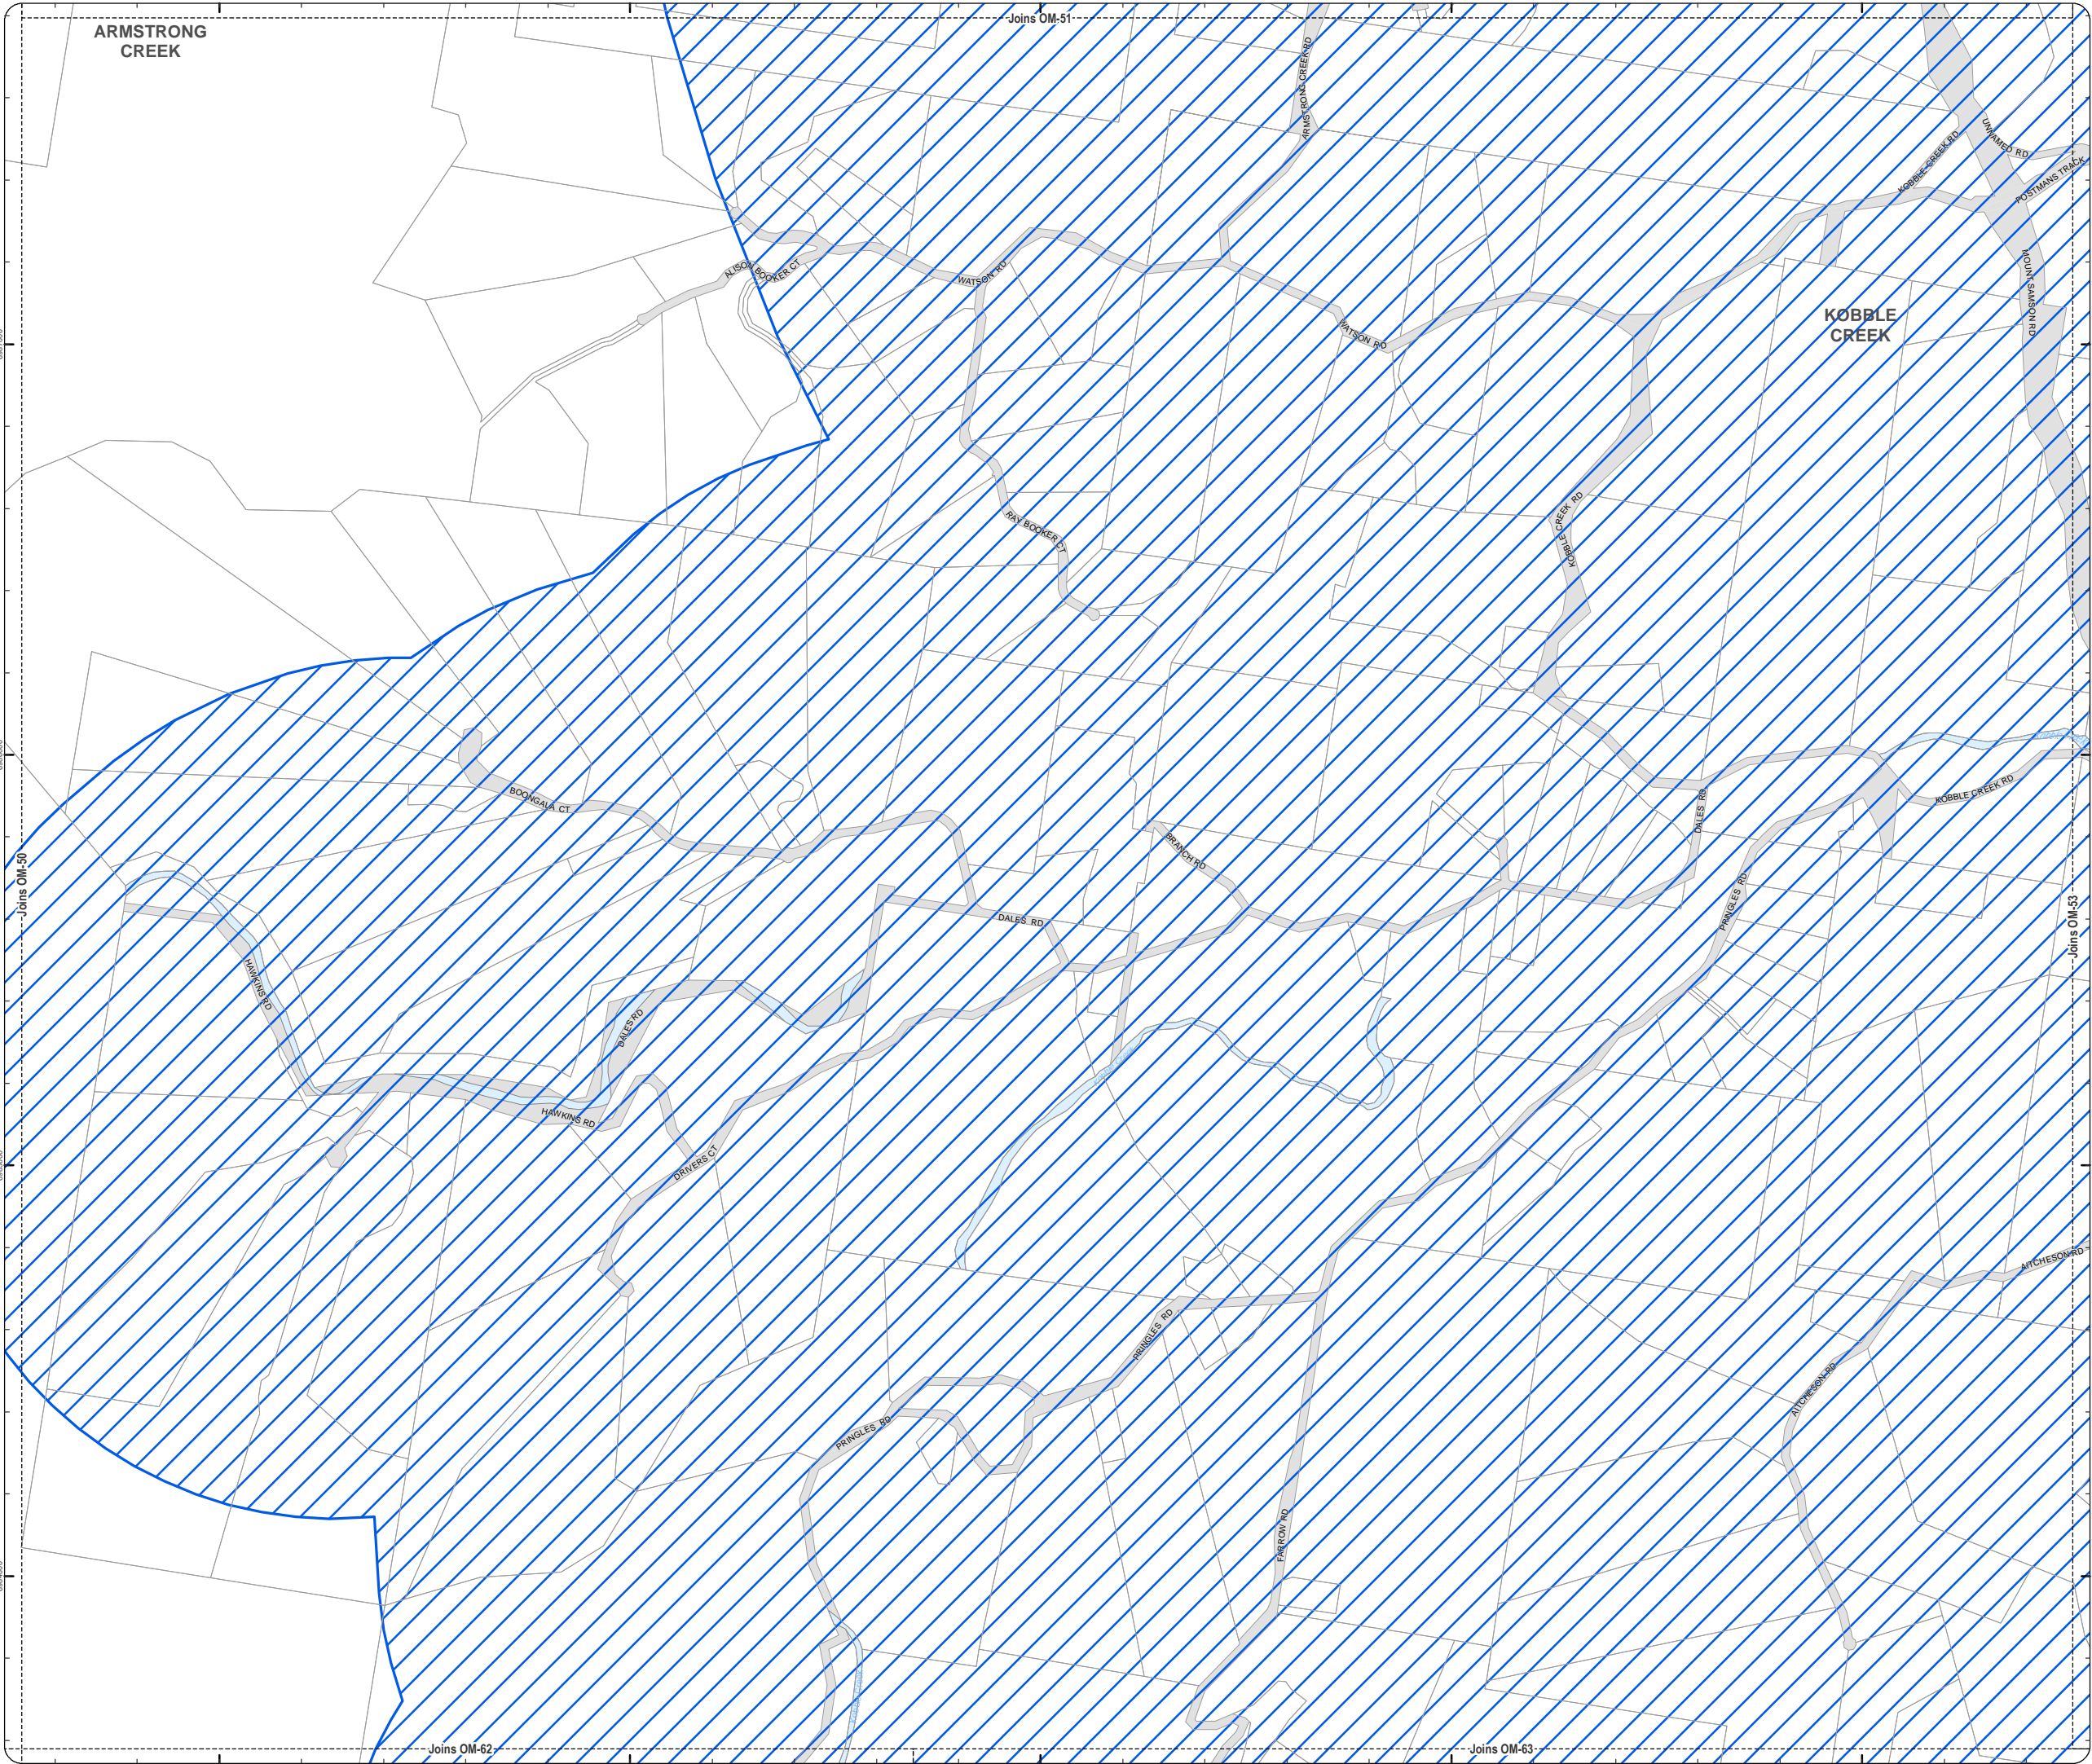 Joins OM-51
ARMSTRONG
CREEK
ARMSTRONG CREEK RD
UNNAMED RD
KOBBLE CREEK RD
POSTMANS TRACK
ALISON BOOKER CT
WATSON RD
MOUNT SAMSON RD
KOBBLE
CREEK
WATSON RD
RAY BOOKER CT
KOBBLE CREEK RD
BOONGALA CT
KOBBLE CREEK RD
DALES RD
BRANCH RD
Joins OM-50
PRINGLES RD
DALES RD
Joins OM-53
HAWKINS RD
DALES RD
HAWKINS RD
DRIVERS CT
AITCHESON RD
PRINGLES RD
AITCHESON RD
PRINGLES RD
FARROW RD
Joins OM-62
Joins OM-63